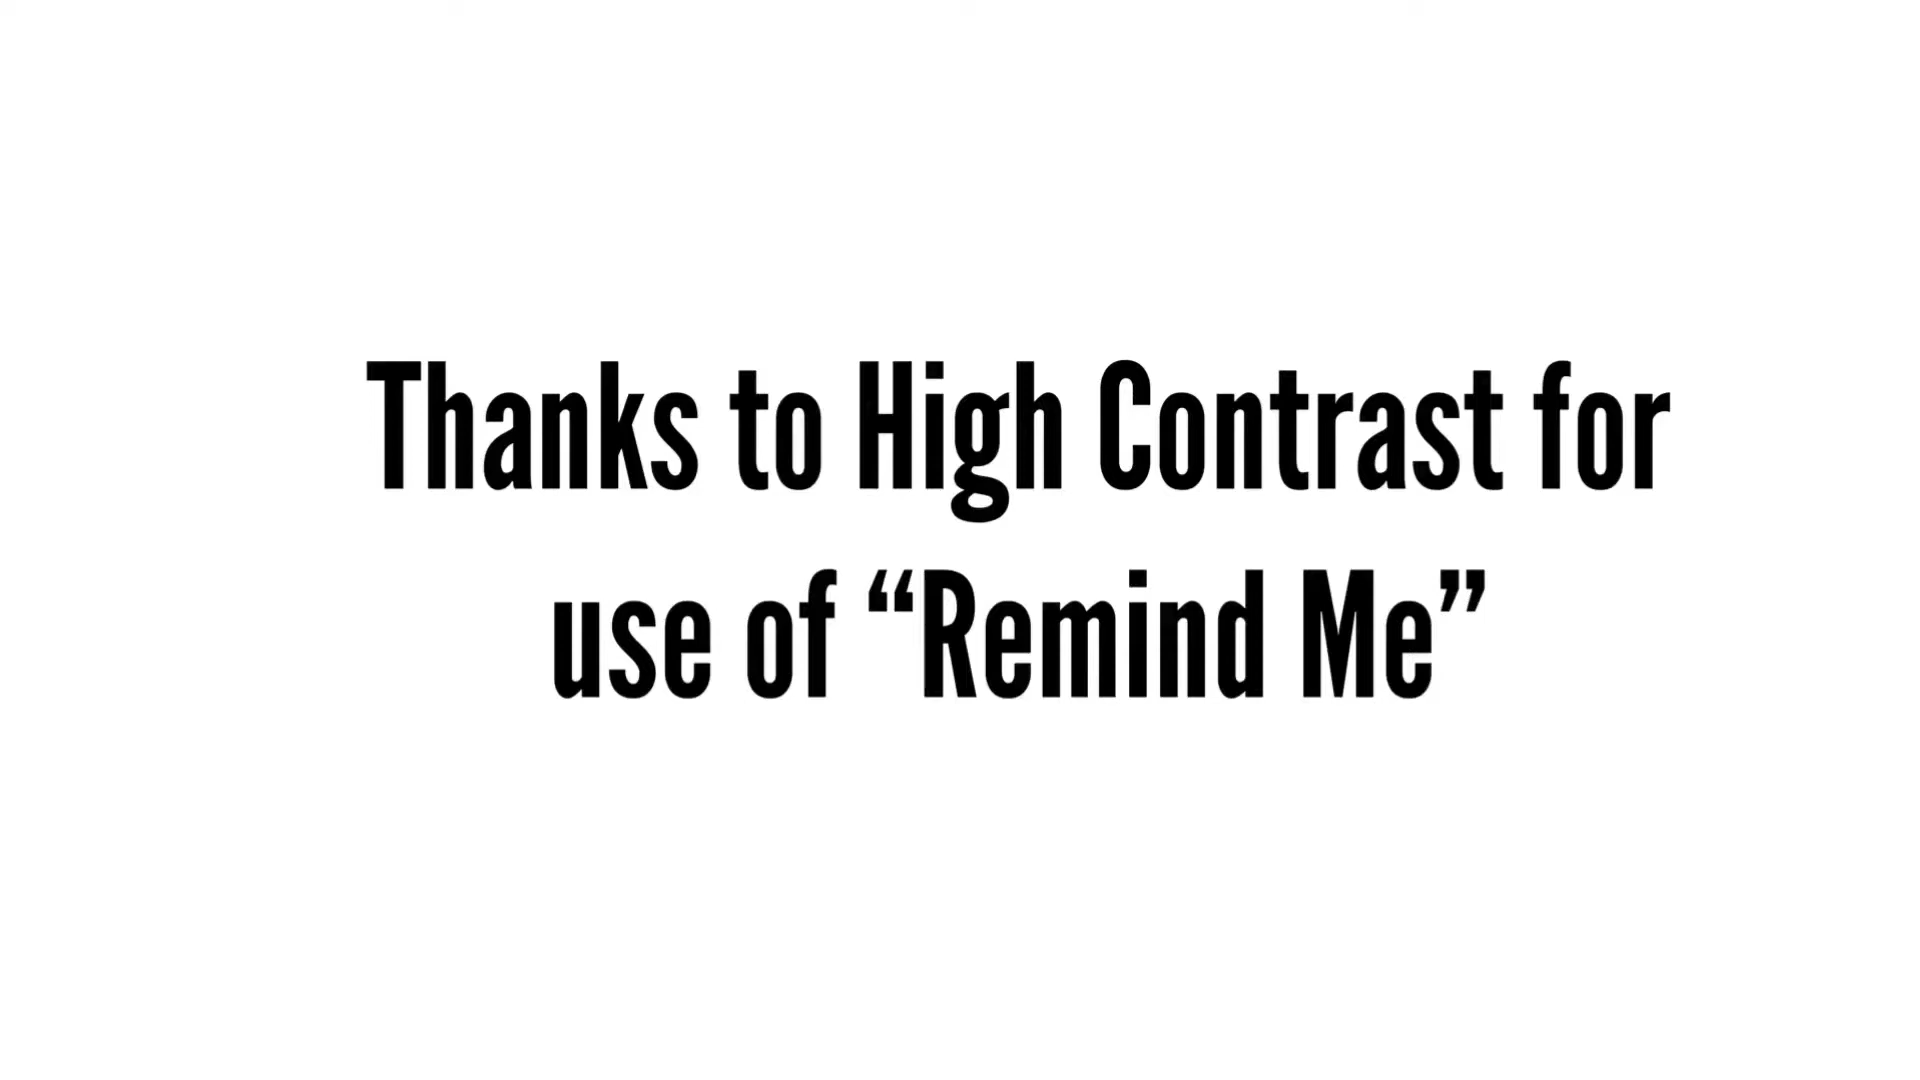 Thanks to High Contrast for
use of “Remind Me”